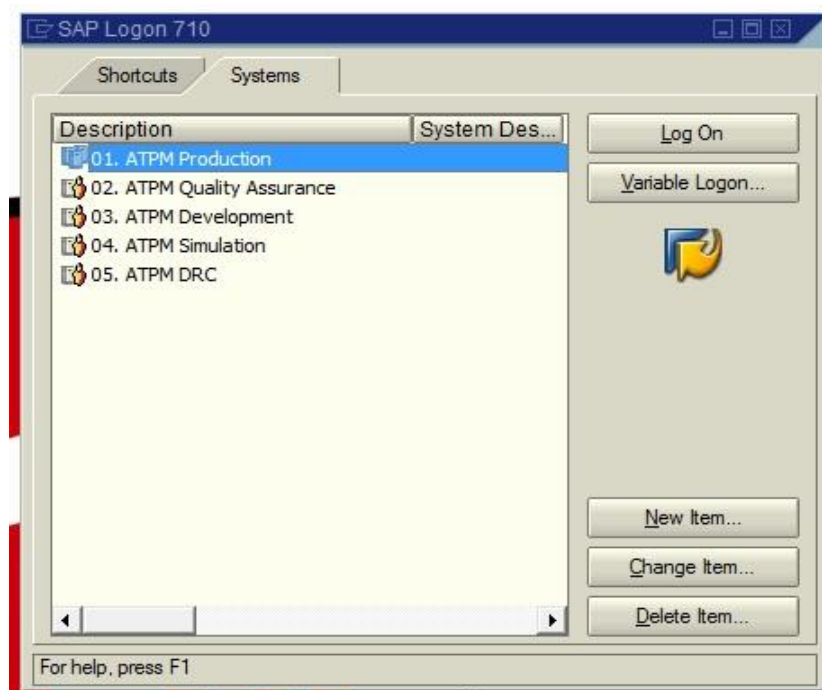 SAP Logon 710
Shortcuts Systems
Description System Des...
01. ATPM Production
02. ATPM Quality Assurance
03. ATPM Development
04. ATPM Simulation
05. ATPM DRC
Log On
Variable Logon...
New Item...
Change Item...
Delete Item...
For help, press F1